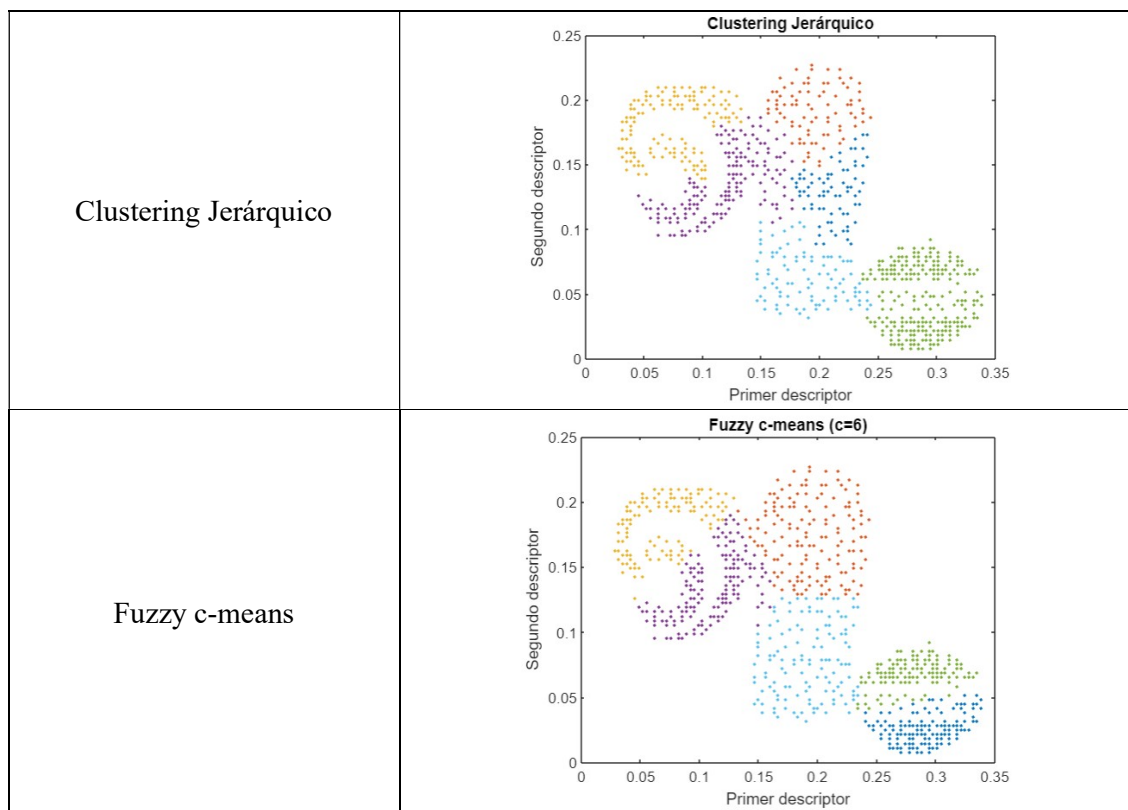 Clustering Jerárquico
Clustering Jerárquico
0.25
0.2
0.15
0.1
0.05
0
Segundo descriptor
0 0.05 0.1 0.15 0.2 0.25 0.3 0.35
Primer descriptor
Fuzzy c-means
Fuzzy c-means (c=6)
0.25
0.2
0.15
0.1
0.05
0
Segundo descriptor
0 0.05 0.1 0.15 0.2 0.25 0.3 0.35
Primer descriptor